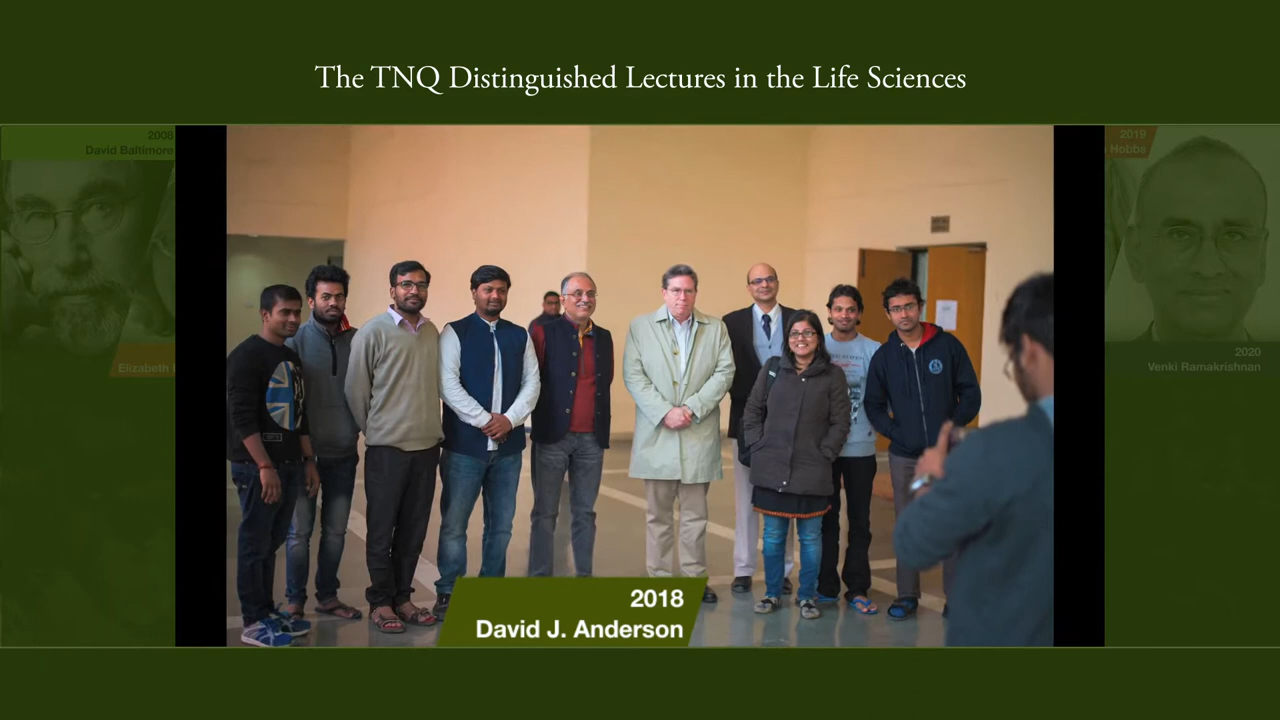 The TNQ Distinguished Lectures in the Life Sciences
2008
David Baltimore
Elizabeth
2019
Hobbs
2020
Venki Ramakrishnan
2018
David J. Anderson